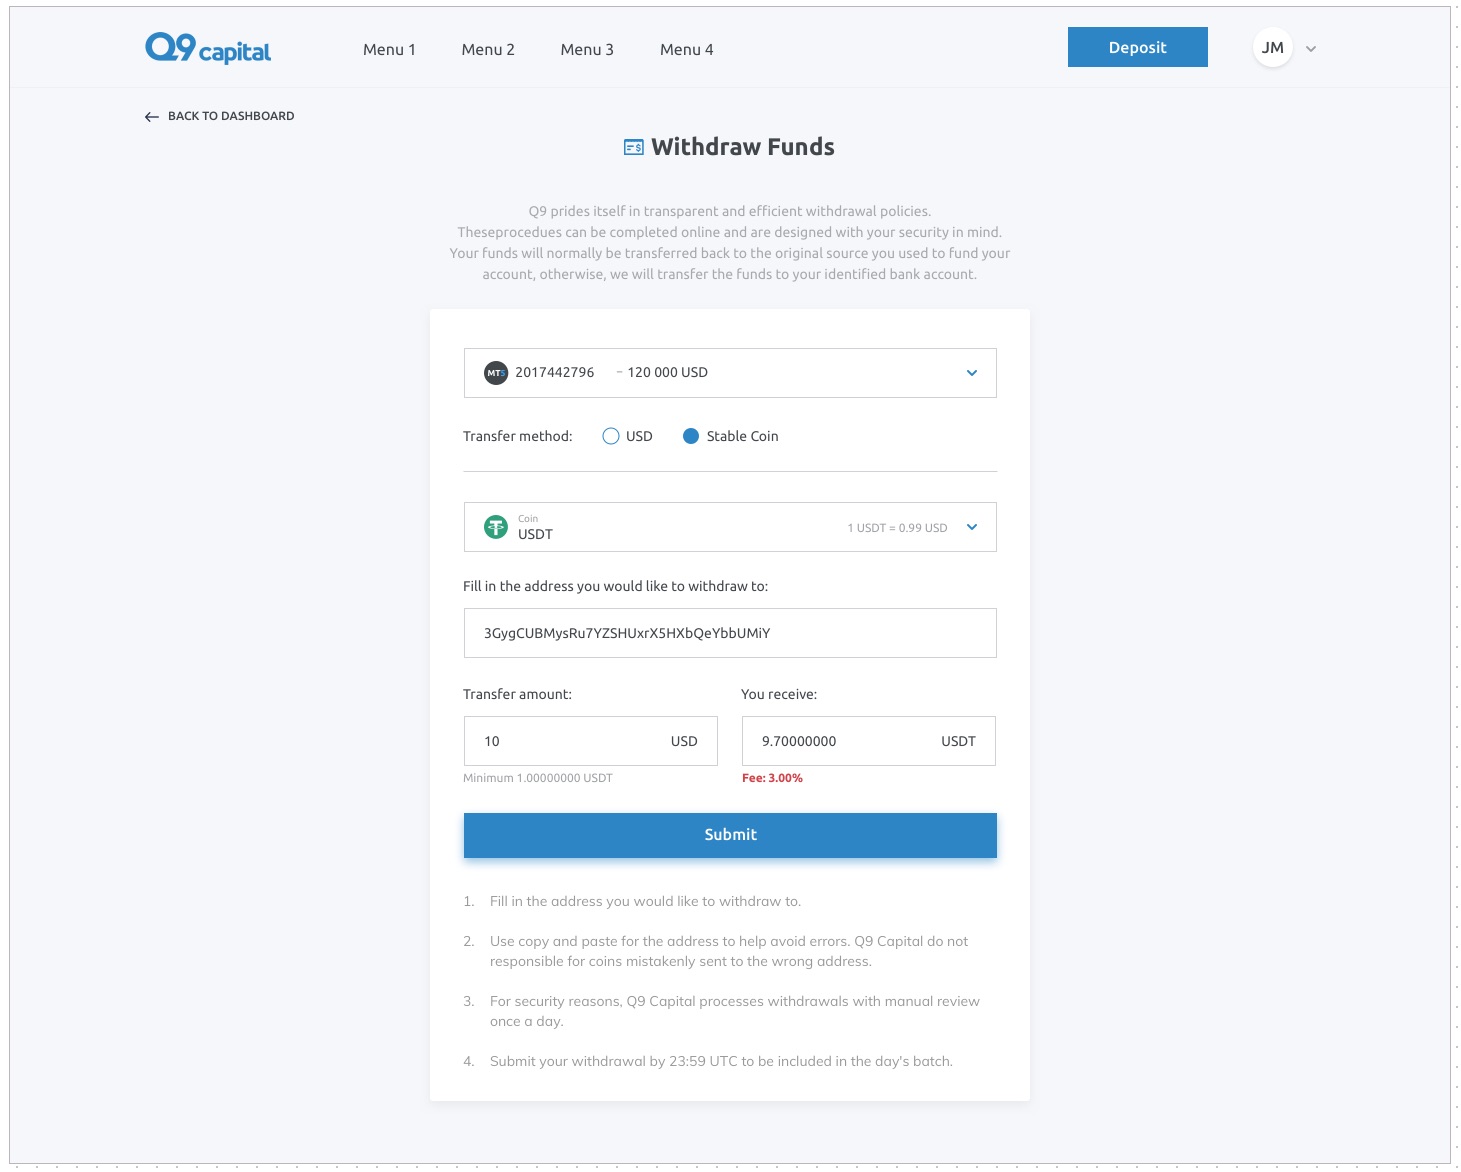 Q9 capital
Menu 1
Menu 2
Menu 3
Menu 4
Deposit
JM
BACK TO DASHBOARD
Withdraw Funds
Q9 prides itself in transparent and efficient withdrawal policies.
Theseprocedues can be completed online and are designed with your security in mind.
Your funds will normally be transferred back to the original source you used to fund your
account, otherwise, we will transfer the funds to your identified bank account.
MT5 2017442796 – 120 000 USD
Transfer method: USD Stable Coin
Coin
USDT
1 USDT = 0.99 USD
Fill in the address you would like to withdraw to:
3GygCUBMysRu7YZSHUxrX5HXbQeYbbUMiY
Transfer amount:
You receive:
10 USD
9.70000000 USDT
Minimum 1.00000000 USDT
Fee: 3.00%
Submit
1. Fill in the address you would like to withdraw to.
2. Use copy and paste for the address to help avoid errors. Q9 Capital do not
responsible for coins mistakenly sent to the wrong address.
3. For security reasons, Q9 Capital processes withdrawals with manual review
once a day.
4. Submit your withdrawal by 23:59 UTC to be included in the day's batch.